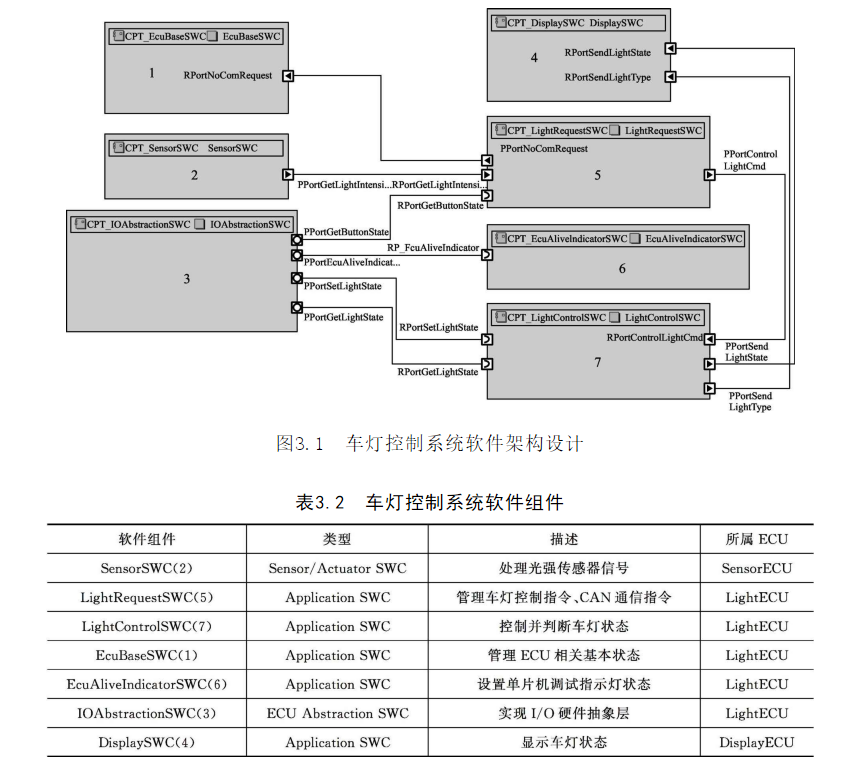 CPT_EcuBaseSWC EcuBaseSWC
1
RPortNoComRequest
CPT_SensorSWC SensorSWC
2
PPortGetLightIntensi...
CPT_IOAbstractionSWC IOAbstractionSWC
3
PPortGetButtonState
PPortEcuAliveIndicat...
PPortSetLightState
PPortGetLightState
CPT_DisplaySWC DisplaySWC
4
RPortSendLightState
RPortSendLightType
CPT_LightRequestSWC LightRequestSWC
PPortNoComRequest
5
RPortGetLightIntensi...
RPortGetButtonState
PPortControl
LightCmd
CPT_EcuAliveIndicatorSWC EcuAliveIndicatorSWC
RP_FcuAliveIndicator
6
CPT_LightControlSWC LightControlSWC
RPortControlLightCmd
7
RPortSetLightState
RPortGetLightState
PPortSend
LightState
PPortSend
LightType
图3.1 车灯控制系统软件架构设计
表3.2 车灯控制系统软件组件
软件组件 类型 描述 所属 ECU
SensorSWC(2) Sensor/Actuator SWC 处理光强传感器信号 SensorECU
LightRequestSWC(5) Application SWC 管理车灯控制指令、CAN 通信指令 LightECU
LightControlSWC(7) Application SWC 控制并判断车灯状态 LightECU
EcuBaseSWC(1) Application SWC 管理 ECU 相关基本状态 LightECU
EcuAliveIndicatorSWC(6) Application SWC 设置单片机调试指示灯状态 LightECU
IOAbstractionSWC(3) ECU Abstraction SWC 实现 I/O 硬件抽象层 LightECU
DisplaySWC(4) Application SWC 显示车灯状态 DisplayECU